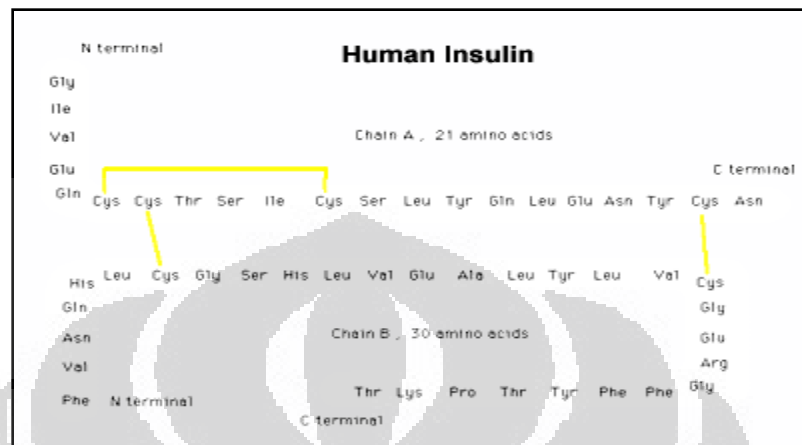 N terminal
Human Insulin
Gly
Ile
Val
Chain A , 21 amino acids
Glu
C terminal
Gln Cys Cys Thr Ser Ile Cys Ser Leu Tyr Gln Leu Glu Asn Tyr Cys Asn
His Leu Cys Gly Ser His Leu Val Glu Ala Leu Tyr Leu Val Cys
Gln
Gly
Asn
Chain B , 30 amino acids
Glu
Val
Arg
Thr Lys Pro Thr Tyr Phe Phe Gly
Phe N terminal
C terminal